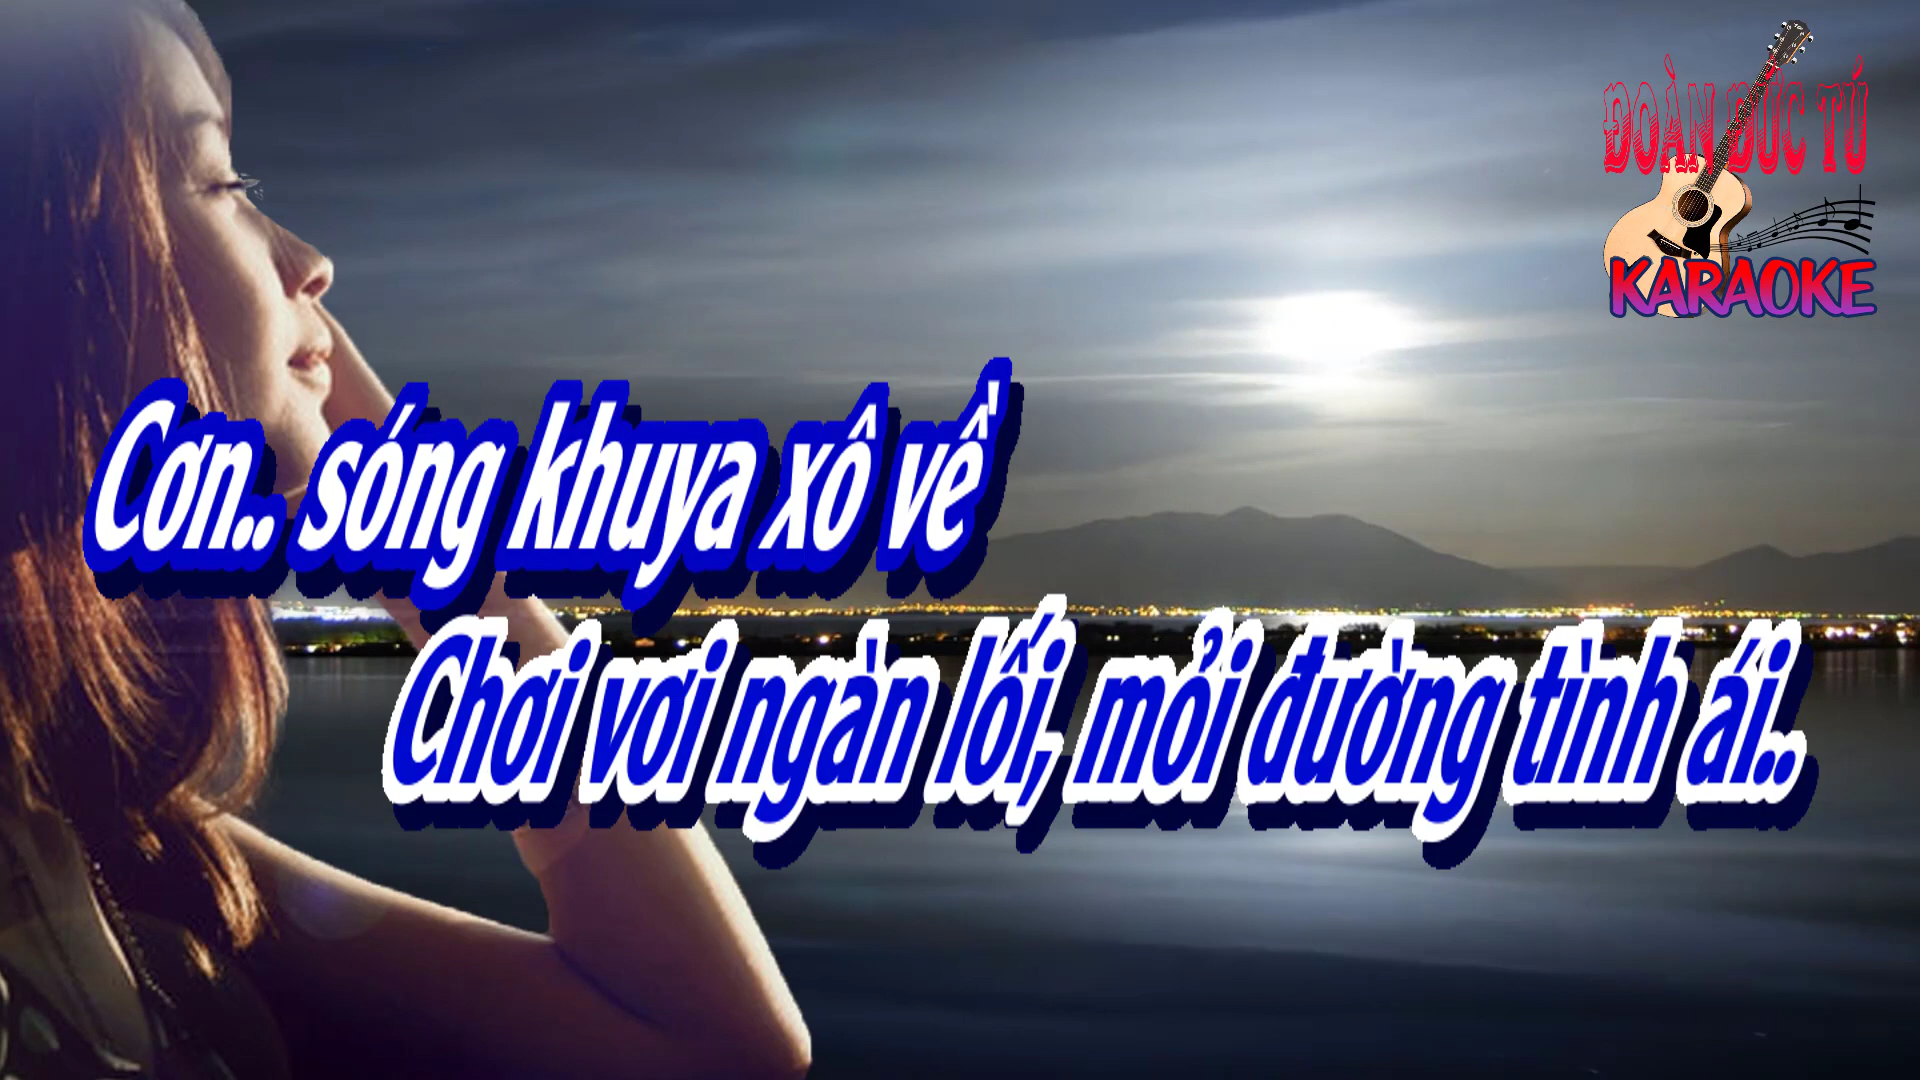 ĐOÀN ĐỨC TÚ
KARAOKE
Cơn.. sóng khuya xô về
Chơi vơi ngàn lối, mỏi đường tình ái..